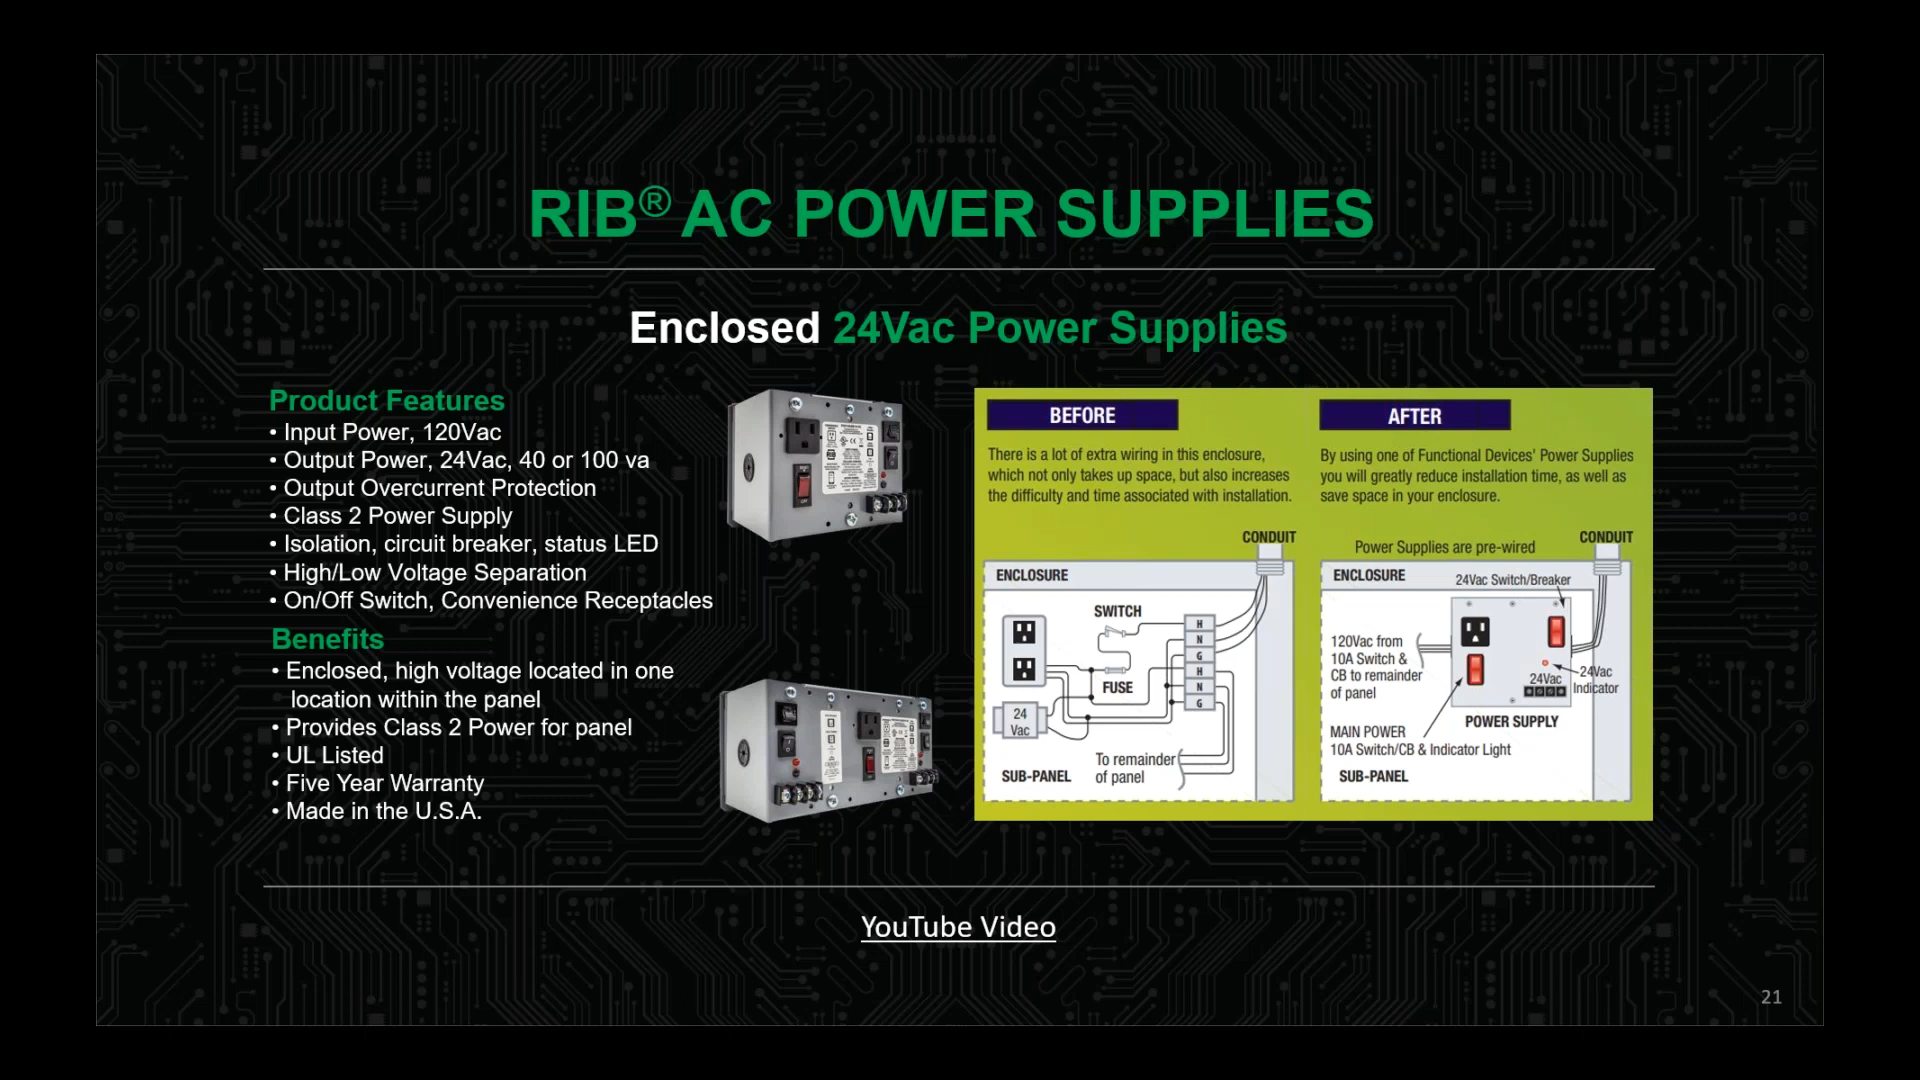 RIB® AC POWER SUPPLIES
Enclosed 24Vac Power Supplies
Product Features
• Input Power, 120Vac
• Output Power, 24Vac, 40 or 100 va
• Output Overcurrent Protection
• Class 2 Power Supply
• Isolation, circuit breaker, status LED
• High/Low Voltage Separation
• On/Off Switch, Convenience Receptacles
Benefits
• Enclosed, high voltage located in one
location within the panel
• Provides Class 2 Power for panel
• UL Listed
• Five Year Warranty
• Made in the U.S.A.
BEFORE
There is a lot of extra wiring in this enclosure,
which not only takes up space, but also increases
the difficulty and time associated with installation.
CONDUIT
ENCLOSURE
SWITCH
H
N
G
H
N
G
FUSE
24
Vac
To remainder
of panel
SUB-PANEL
AFTER
By using one of Functional Devices' Power Supplies
you will greatly reduce installation time, as well as
save space in your enclosure.
CONDUIT
Power Supplies are pre-wired
ENCLOSURE
24Vac Switch/Breaker
120Vac from
10A Switch &
CB to remainder
of panel
24Vac
24Vac
Indicator
POWER SUPPLY
MAIN POWER
10A Switch/CB & Indicator Light
SUB-PANEL
YouTube Video
21